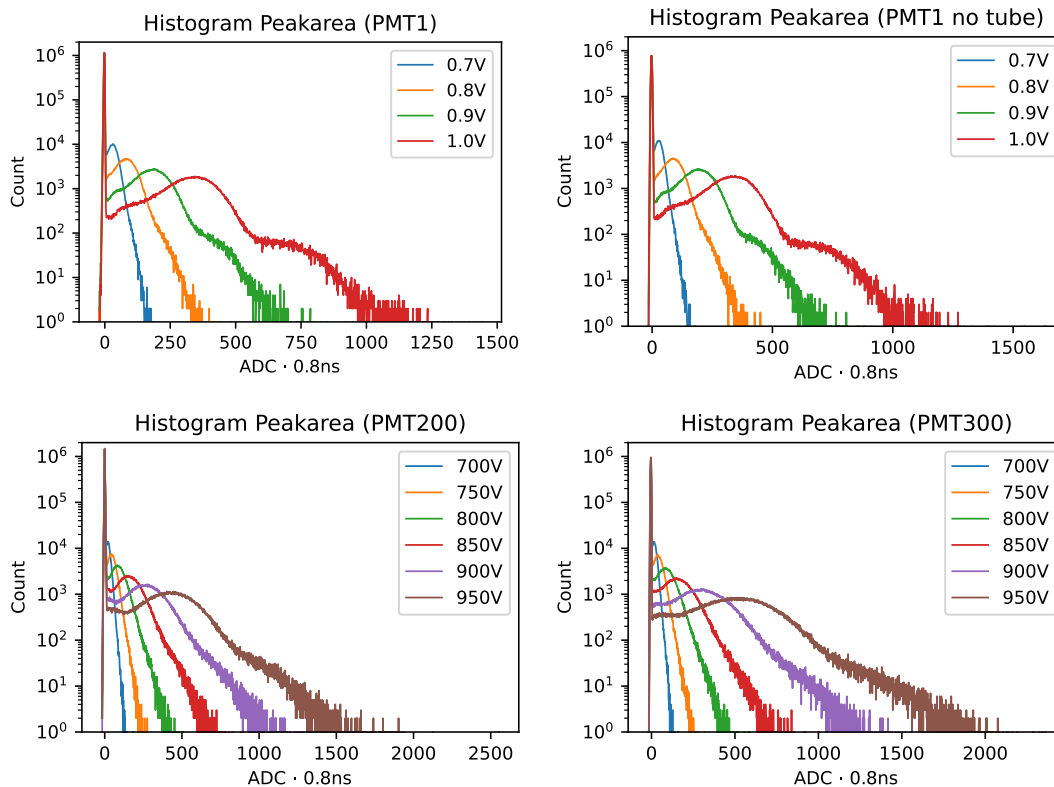 Histogram Peakarea (PMT1)
Count
10⁶
10⁵
10⁴
10³
10²
10¹
10⁰
0.7V
0.8V
0.9V
1.0V
0 250 500 750 1000 1250 1500
ADC · 0.8ns
Histogram Peakarea (PMT1 no tube)
Count
10⁶
10⁵
10⁴
10³
10²
10¹
10⁰
0.7V
0.8V
0.9V
1.0V
0 500 1000 1500
ADC · 0.8ns
Histogram Peakarea (PMT200)
Count
10⁶
10⁵
10⁴
10³
10²
10¹
10⁰
700V
750V
800V
850V
900V
950V
0 500 1000 1500 2000 2500
ADC · 0.8ns
Histogram Peakarea (PMT300)
Count
10⁶
10⁵
10⁴
10³
10²
10¹
10⁰
700V
750V
800V
850V
900V
950V
0 500 1000 1500 2000
ADC · 0.8ns